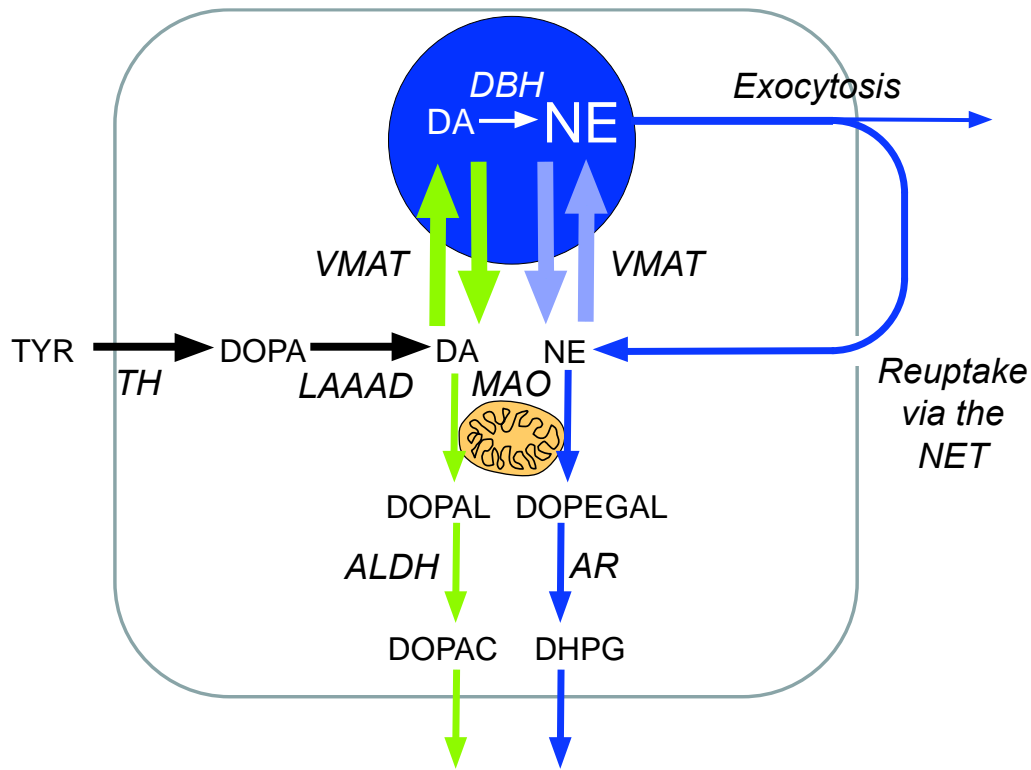 DBH
Exocytosis
DA NE
VMAT VMAT
TYR DOPA DA NE
TH LAAAD MAO
Reuptake
via the
NET
DOPAL DOPEGAL
ALDH AR
DOPAC DHPG